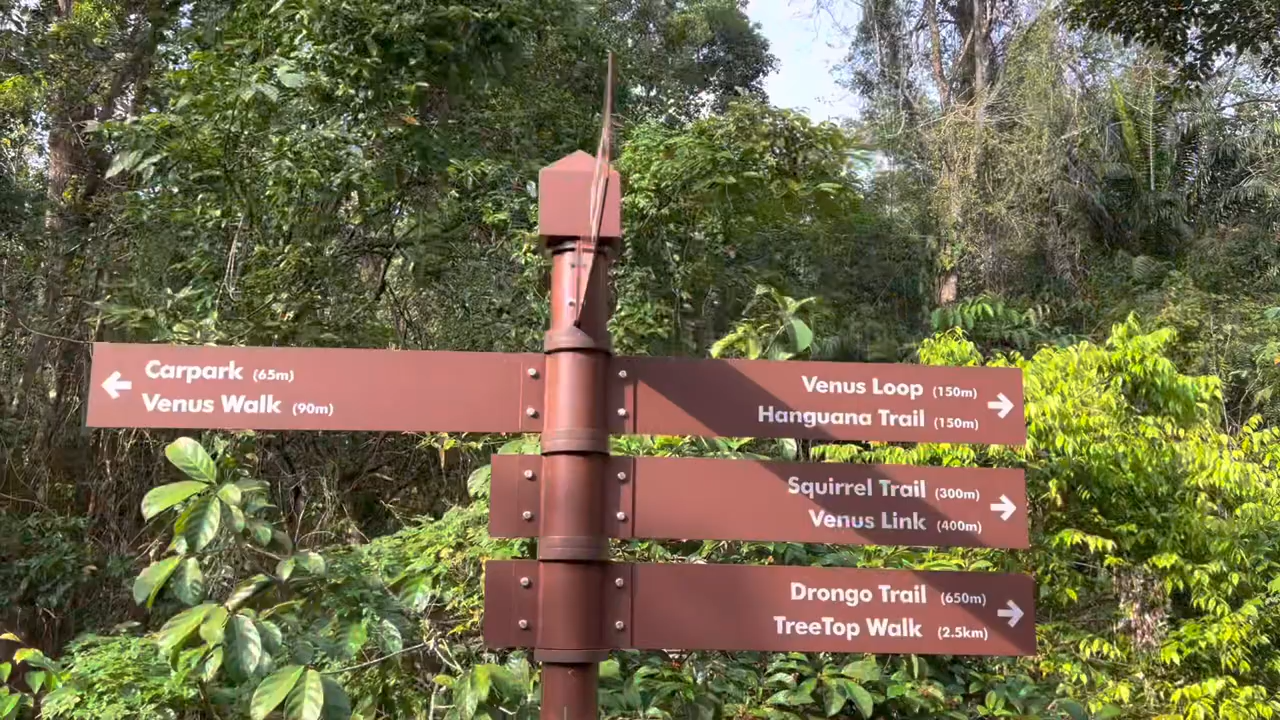 Carpark (65m)
Venus Walk (90m)
Venus Loop (150m)
Hanguana Trail (150m)
Squirrel Trail (300m)
Venus Link (400m)
Drongo Trail (650m)
TreeTop Walk (2.5km)